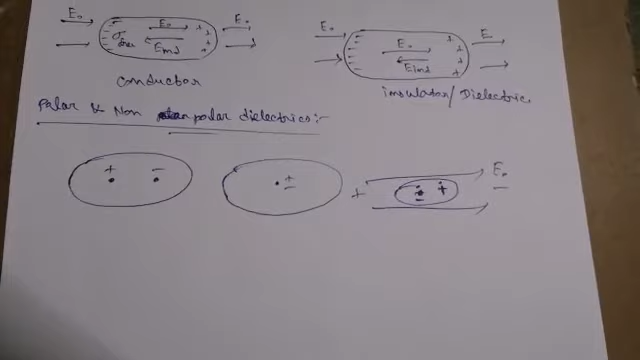 E₀ E₀ E₀
Eind
conductor
E₀ E₀ E
Eind
insulator/Dielectric
Polar & Non polar dielectrics:-
+ - + - + - + E₀ -